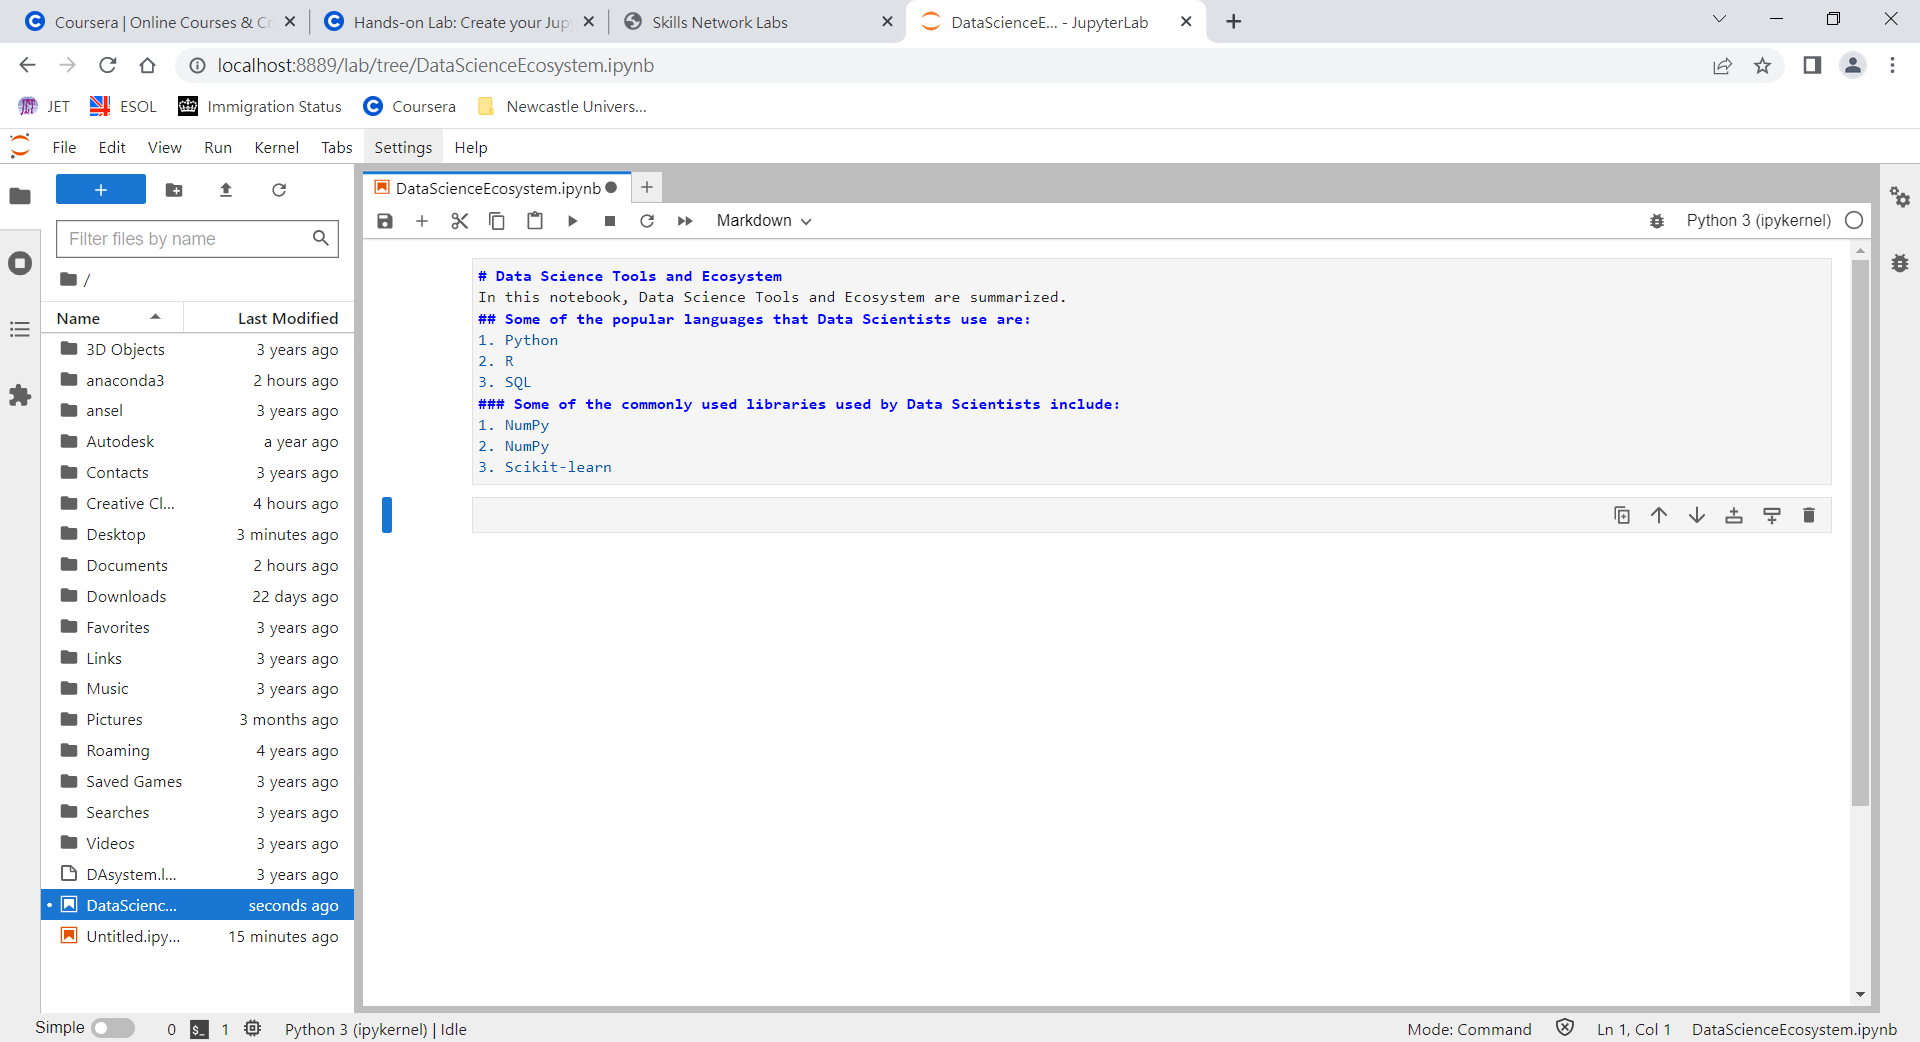 Coursera | Online Courses & Cr
Hands-on Lab: Create your Jup
Skills Network Labs
DataScienceE... - JupyterLab
localhost:8889/lab/tree/DataScienceEcosystem.ipynb
JET
ESOL
Immigration Status
Coursera
Newcastle Univers...
File Edit View Run Kernel Tabs Settings Help
+
Filter files by name
/
Name Last Modified
3D Objects 3 years ago
anaconda3 2 hours ago
ansel 3 years ago
Autodesk a year ago
Contacts 3 years ago
Creative Cl... 4 hours ago
Desktop 3 minutes ago
Documents 2 hours ago
Downloads 22 days ago
Favorites 3 years ago
Links 3 years ago
Music 3 years ago
Pictures 3 months ago
Roaming 4 years ago
Saved Games 3 years ago
Searches 3 years ago
Videos 3 years ago
DAsystem.l... 3 years ago
DataScienc... seconds ago
Untitled.ipy... 15 minutes ago
DataScienceEcosystem.ipynb
Markdown
Python 3 (ipykernel)
# Data Science Tools and Ecosystem
In this notebook, Data Science Tools and Ecosystem are summarized.
## Some of the popular languages that Data Scientists use are:
1. Python
2. R
3. SQL
### Some of the commonly used libraries used by Data Scientists include:
1. NumPy
2. NumPy
3. Scikit-learn
Simple 0 $_ 1 Python 3 (ipykernel) | Idle
Mode: Command Ln 1, Col 1 DataScienceEcosystem.ipynb